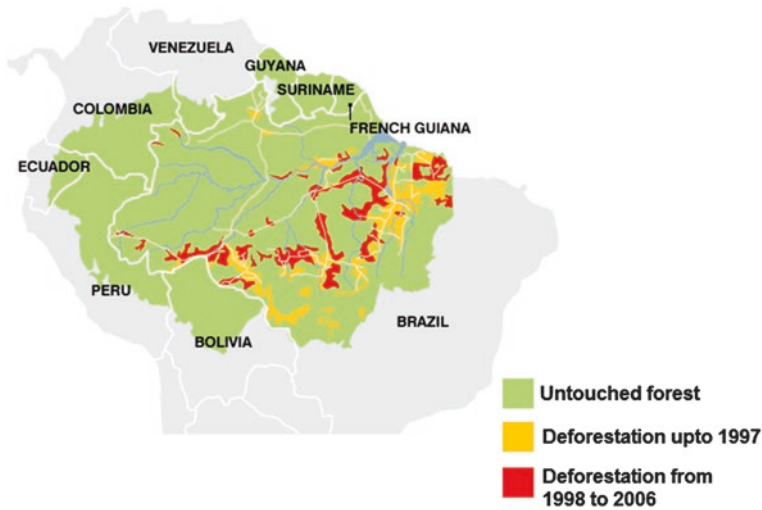 VENEZUELA
GUYANA
SURINAME
COLOMBIA
FRENCH GUIANA
ECUADOR
PERU
BRAZIL
BOLIVIA
Untouched forest
Deforestation upto 1997
Deforestation from
1998 to 2006